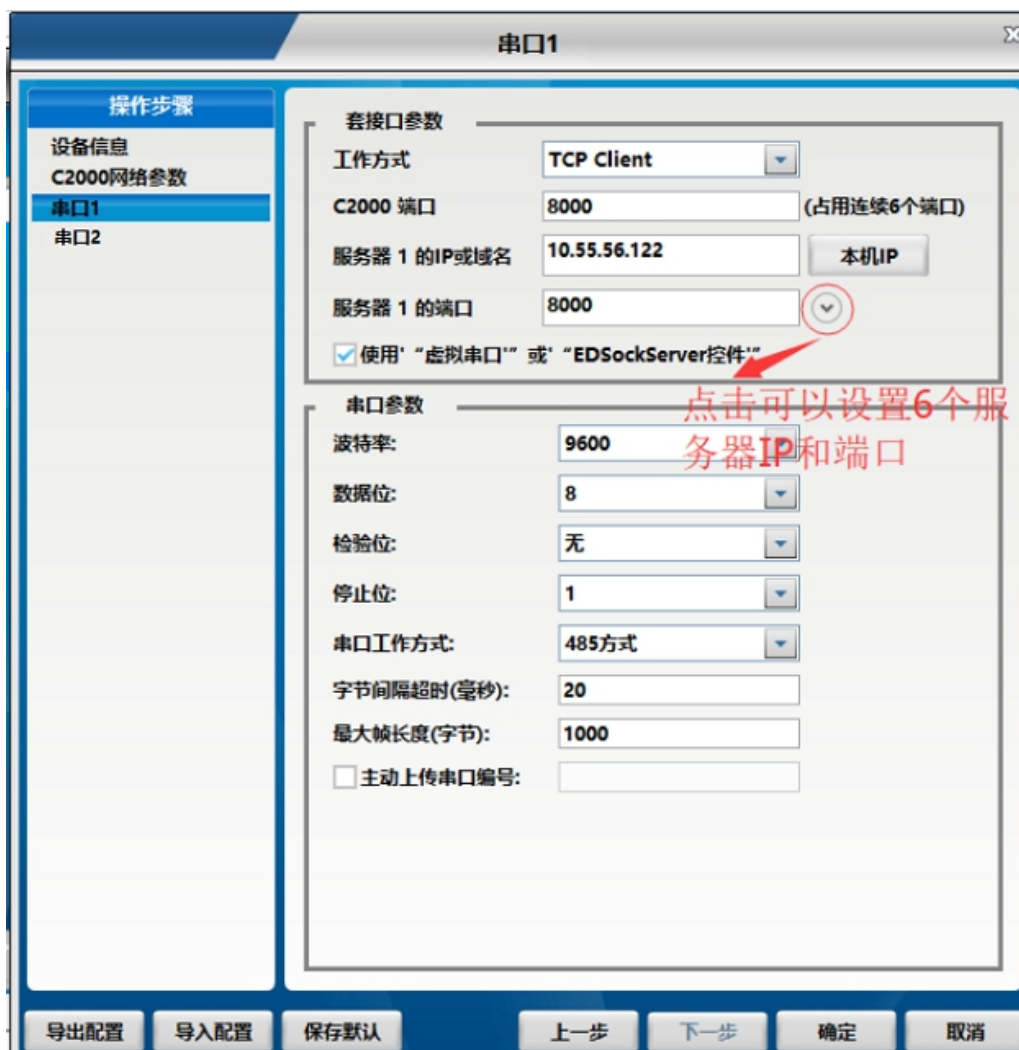 串口1
操作步骤
设备信息
C2000网络参数
串口1
串口2
套接口参数
工作方式 TCP Client
C2000 端口 8000 (占用连续6个端口)
服务器 1 的IP或域名 10.55.56.122 本机IP
服务器 1 的端口 8000
使用'“虚拟串口'”或'“EDSockServer控件'”
点击可以设置6个服
务器IP和端口
串口参数
波特率: 9600
数据位: 8
检验位: 无
停止位: 1
串口工作方式: 485方式
字节间隔超时(毫秒): 20
最大帧长度(字节): 1000
主动上传串口编号:
导出配置 导入配置 保存默认 上一步 下一步 确定 取消